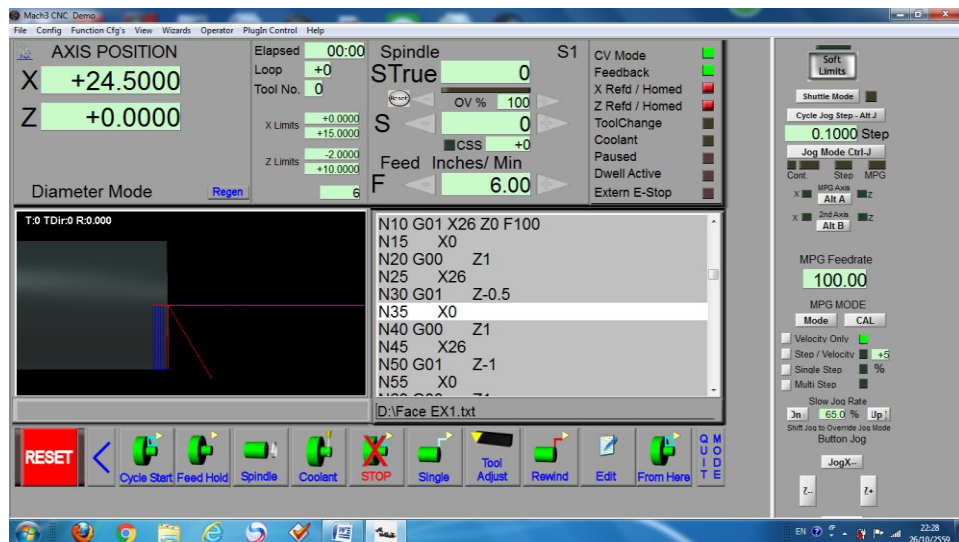 Mach3 CNC Demo
File Config Function Cfg's View Wizards Operator PlugIn Control Help
AXIS POSITION
X +24.5000
Z +0.0000
Diameter Mode Regen
Elapsed 00:00
Loop +0
Tool No. 0
X Limits +0.0000
+15.0000
Z Limits -2.0000
+10.0000
6
Spindle S1
STrue 0
OV % 100
S 0
CSS +0
Feed Inches/ Min
F 6.00
CV Mode
Feedback
X Refd / Homed
Z Refd / Homed
ToolChange
Coolant
Paused
Dwell Active
Extern E-Stop
T:0 TDir:0 R:0.000
N10 G01 X26 Z0 F100
N15 X0
N20 G00 Z1
N25 X26
N30 G01 Z-0.5
N35 X0
N40 G00 Z1
N45 X26
N50 G01 Z-1
N55 X0
D:\Face EX1.txt
RESET
Cycle Start
Feed Hold
Spindle
Coolant
STOP
Single
Tool
Adjust
Rewind
Edit
From Here
QUIT
MODE
Soft
Limits
Shuttle Mode
Cycle Jog Step - Alt J
0.1000 Step
Jog Mode Ctrl-J
Cont. Step MPG
MPG Axis
X Alt A Z
2nd Axis
X Alt B Z
MPG Feedrate
100.00
MPG MODE
Mode CAL
Velocity Only
Step / Velocity +5
Single Step %
Multi Step
Slow Jog Rate
Dn 65.0 % Up
Shift Jog to Override Jog Mode
Button Jog
JogX--
Z-- Z+
EN 22:28
26/10/2559